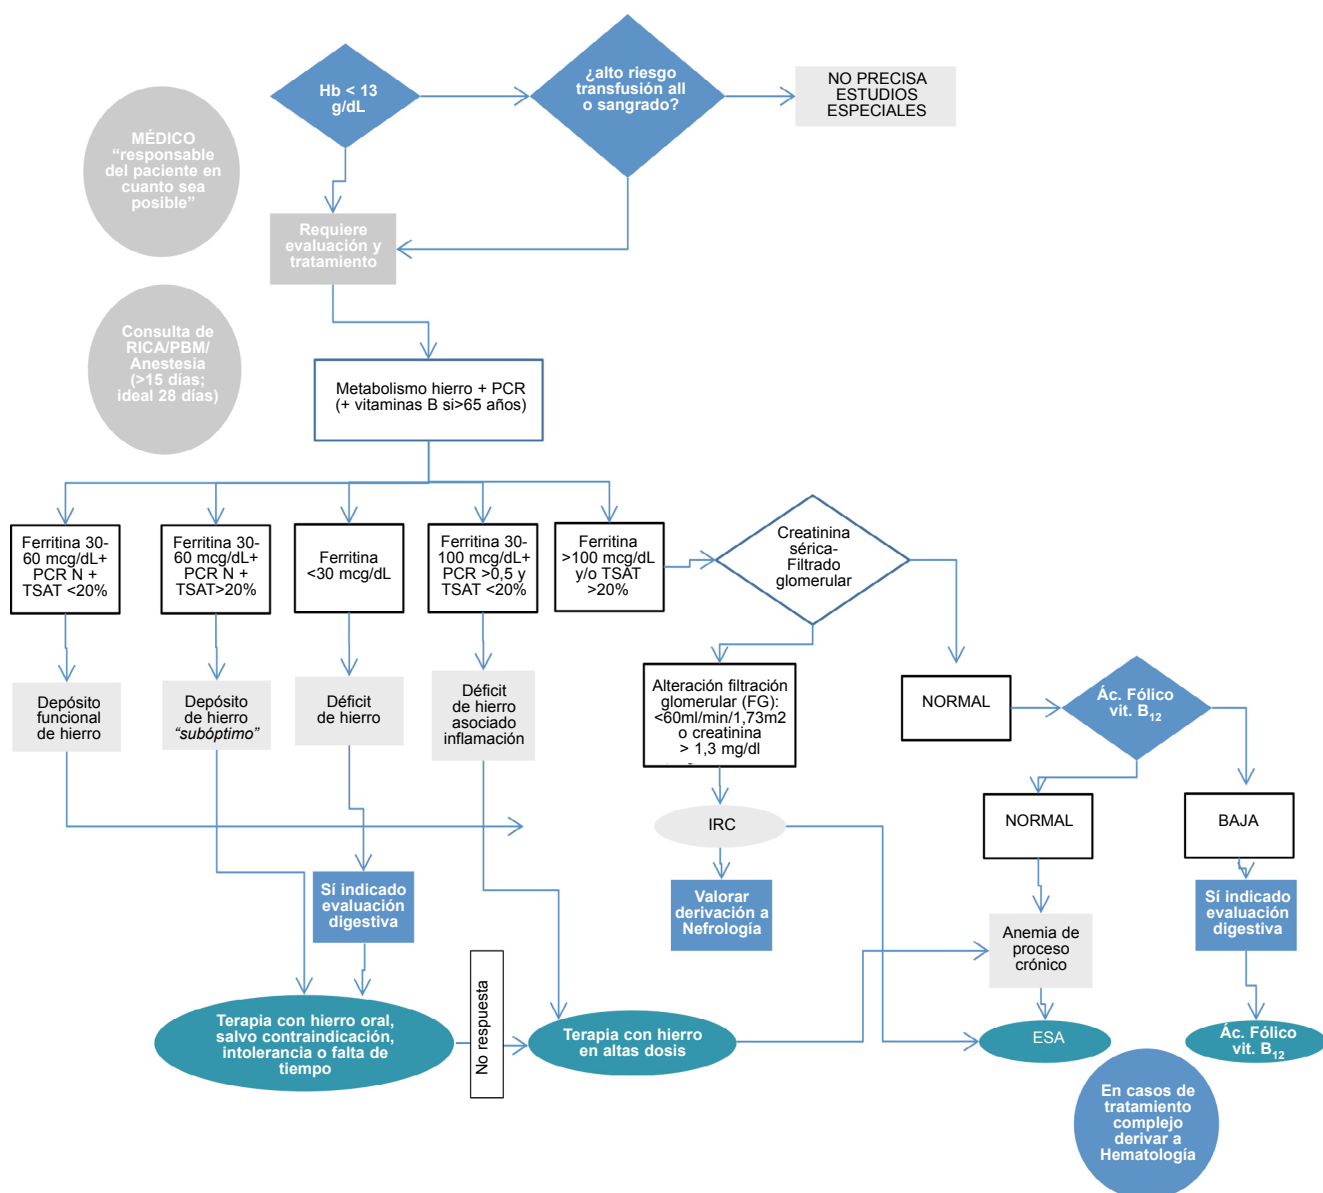 Hb < 13
g/dL
¿alto riesgo
transfusión all
o sangrado?
NO PRECISA
ESTUDIOS
ESPECIALES
MÉDICO
“responsable
del paciente en
cuanto sea
posible”
Requiere
evaluación y
tratamiento
Consulta de
RICA/PBM/
Anestesia
(>15 días;
ideal 28 días)
Metabolismo hierro + PCR
(+ vitaminas B si>65 años)
Ferritina 30-
60 mcg/dL+
PCR N +
TSAT <20%
Ferritina 30-
60 mcg/dL+
PCR N +
TSAT>20%
Ferritina
<30 mcg/dL
Ferritina 30-
100 mcg/dL+
PCR >0,5 y
TSAT <20%
Ferritina
>100 mcg/dL
y/o TSAT
>20%
Creatinina
sérica-
Filtrado
glomerular
Depósito
funcional
de hierro
Depósito
de hierro
“subóptimo”
Déficit
de hierro
Déficit
de hierro
asociado
inflamación
Alteración filtración
glomerular (FG):
<60ml/min/1,73m2
o creatinina
> 1,3 mg/dl
NORMAL
Ác. Fólico
vit. B12
IRC
NORMAL
BAJA
Sí indicado
evaluación
digestiva
Valorar
derivación a
Nefrología
Anemia de
proceso
crónico
Sí indicado
evaluación
digestiva
Terapia con hierro oral,
salvo contraindicación,
intolerancia o falta de
tiempo
No respuesta
Terapia con hierro
en altas dosis
ESA
Ác. Fólico
vit. B12
En casos de
tratamiento
complejo
derivar a
Hematología